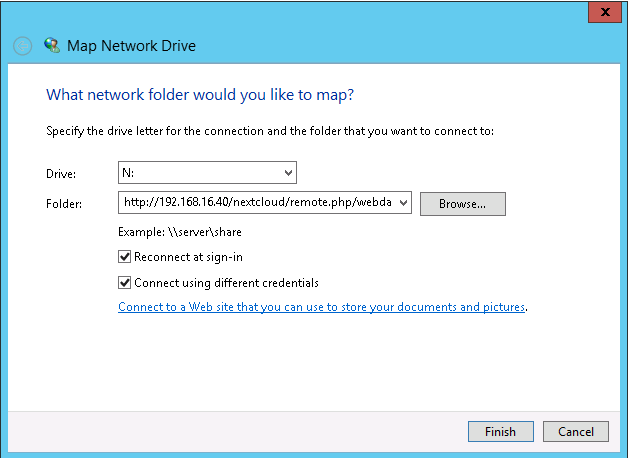 x
Map Network Drive
What network folder would you like to map?
Specify the drive letter for the connection and the folder that you want to connect to:
Drive: N:
Folder: http://192.168.16.40/nextcloud/remote.php/webda Browse...
Example: \\server\share
Reconnect at sign-in
Connect using different credentials
Connect to a Web site that you can use to store your documents and pictures.
Finish Cancel